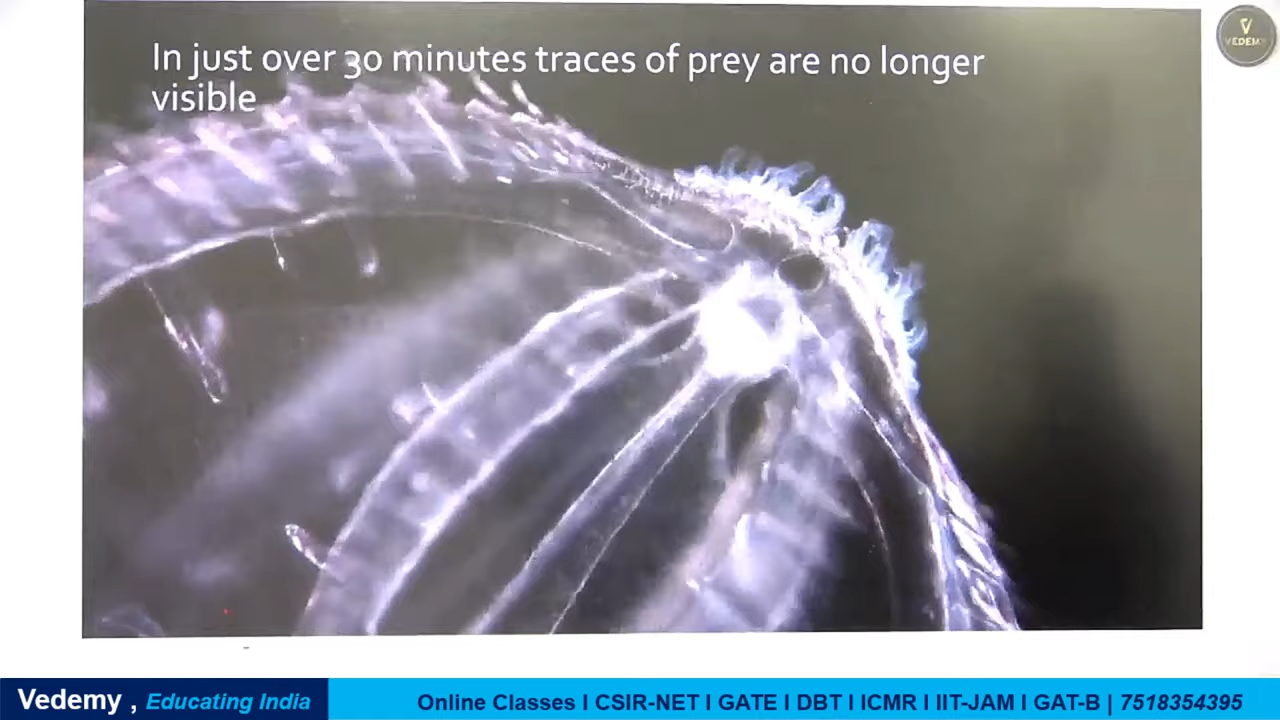 In just over 30 minutes traces of prey are no longer
visible
V
VEDEMY
Vedemy , Educating India
Online Classes I CSIR-NET I GATE I DBT I ICMR I IIT-JAM I GAT-B | 7518354395